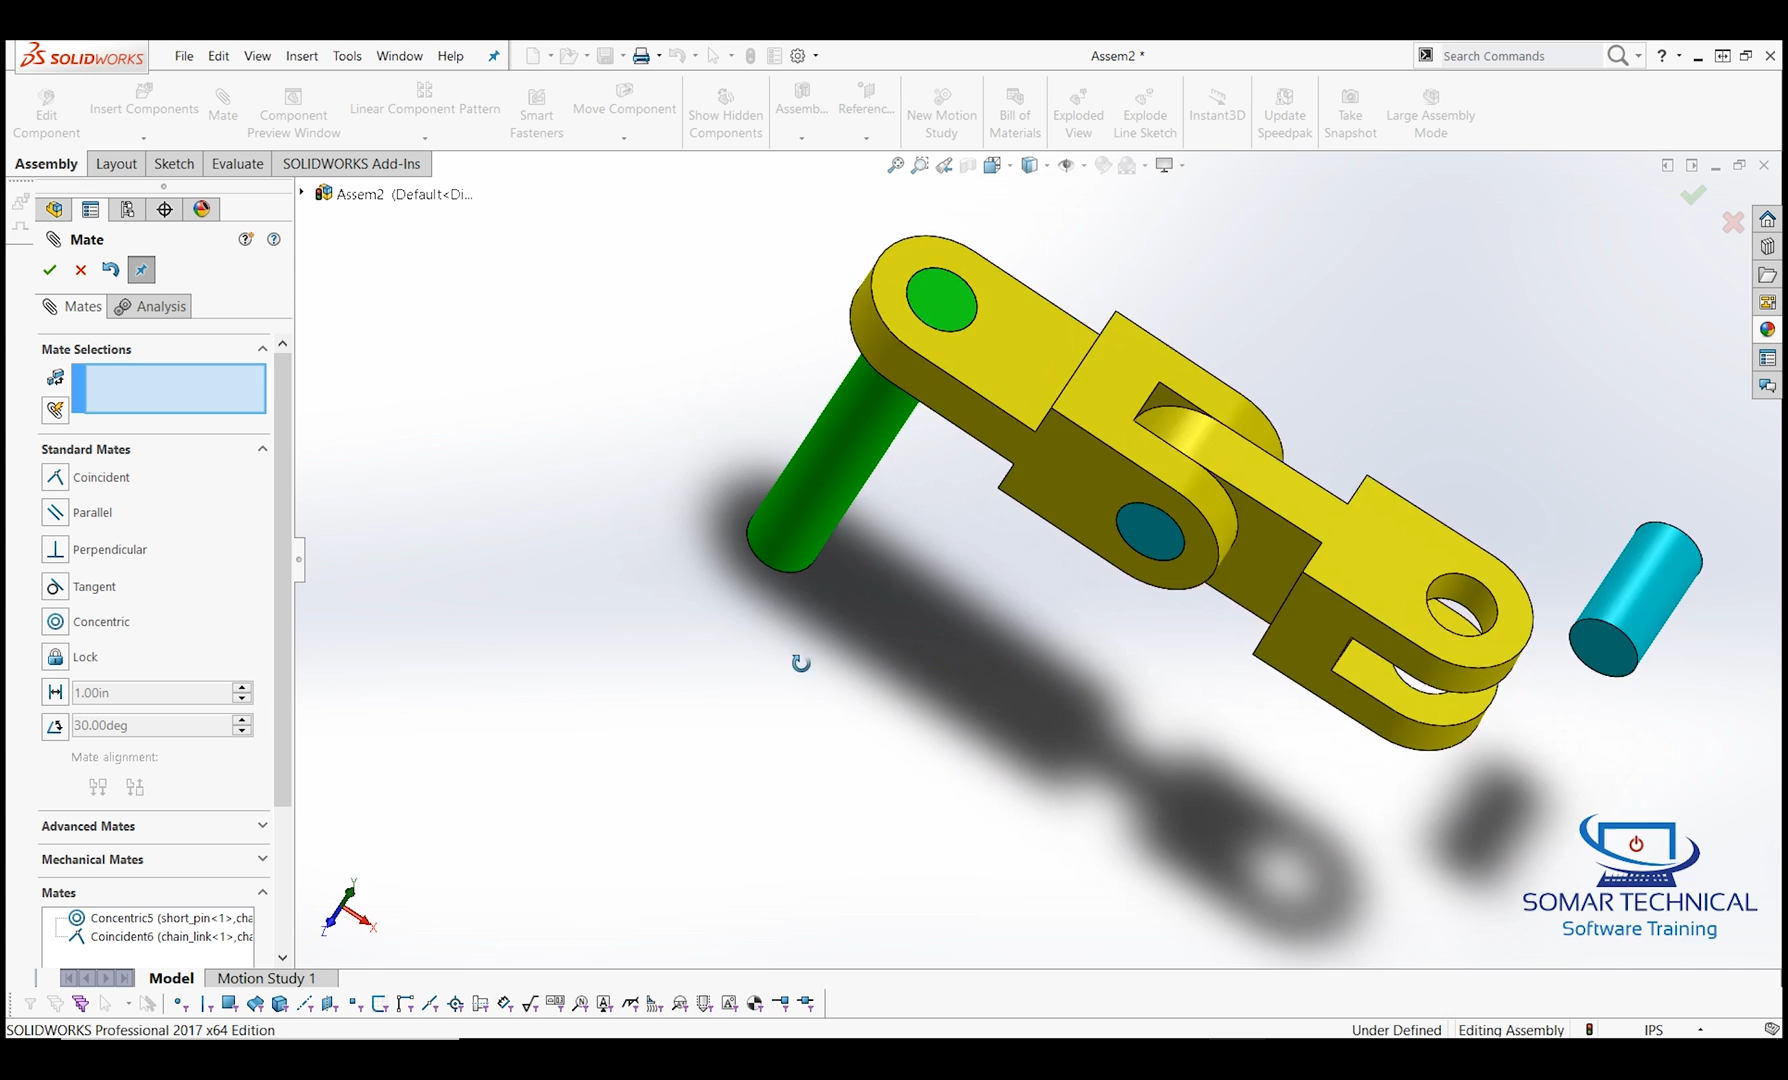 SOLIDWORKS File Edit View Insert Tools Window Help Assem2 * Search Commands ?
Edit Component
Insert Components
Mate
Component Preview Window
Linear Component Pattern
Smart Fasteners
Move Component
Show Hidden Components
Assemb...
Referenc...
New Motion Study
Bill of Materials
Exploded View
Explode Line Sketch
Instant3D
Update Speedpak
Take Snapshot
Large Assembly Mode
Assembly Layout Sketch Evaluate SOLIDWORKS Add-Ins
Assem2 (Default<Di...
Mate
Mates Analysis
Mate Selections
Standard Mates
Coincident
Parallel
Perpendicular
Tangent
Concentric
Lock
1.00in
30.00deg
Mate alignment:
Advanced Mates
Mechanical Mates
Mates
Concentric5 (short_pin<1>,cha
Coincident6 (chain_link<1>,cha
Y
Z
X
SOMAR TECHNICAL
Software Training
Model Motion Study 1
SOLIDWORKS Professional 2017 x64 Edition Under Defined Editing Assembly IPS